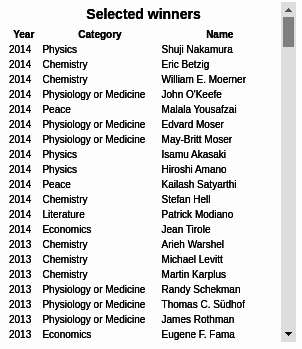 Selected winners
Year Category Name
2014 Physics Shuji Nakamura
2014 Chemistry Eric Betzig
2014 Chemistry William E. Moerner
2014 Physiology or Medicine John O'Keefe
2014 Peace Malala Yousafzai
2014 Physiology or Medicine Edvard Moser
2014 Physiology or Medicine May-Britt Moser
2014 Physics Isamu Akasaki
2014 Physics Hiroshi Amano
2014 Peace Kailash Satyarthi
2014 Chemistry Stefan Hell
2014 Literature Patrick Modiano
2014 Economics Jean Tirole
2013 Chemistry Arieh Warshel
2013 Chemistry Michael Levitt
2013 Chemistry Martin Karplus
2013 Physiology or Medicine Randy Schekman
2013 Physiology or Medicine Thomas C. Südhof
2013 Physiology or Medicine James Rothman
2013 Economics Eugene F. Fama